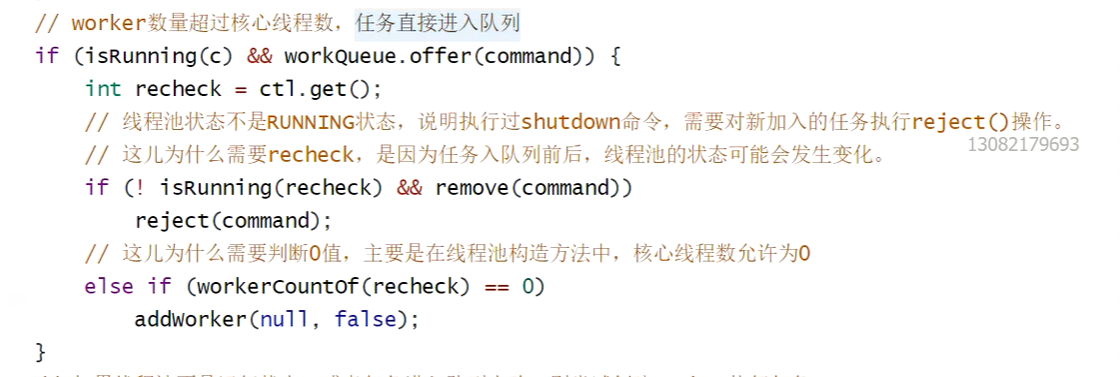 // worker数量超过核心线程数，任务直接进入队列
if (isRunning(c) && workQueue.offer(command)) {
int recheck = ctl.get();
// 线程池状态不是RUNNING状态，说明执行过shutdown命令，需要对新加入的任务执行reject()操作。
// 这儿为什么需要recheck，是因为任务入队列前后，线程池的状态可能会发生变化。
13082179693
if (! isRunning(recheck) && remove(command))
reject(command);
// 这儿为什么需要判断0值，主要是在线程池构造方法中，核心线程数允许为0
else if (workerCountOf(recheck) == 0)
addWorker(null, false);
}